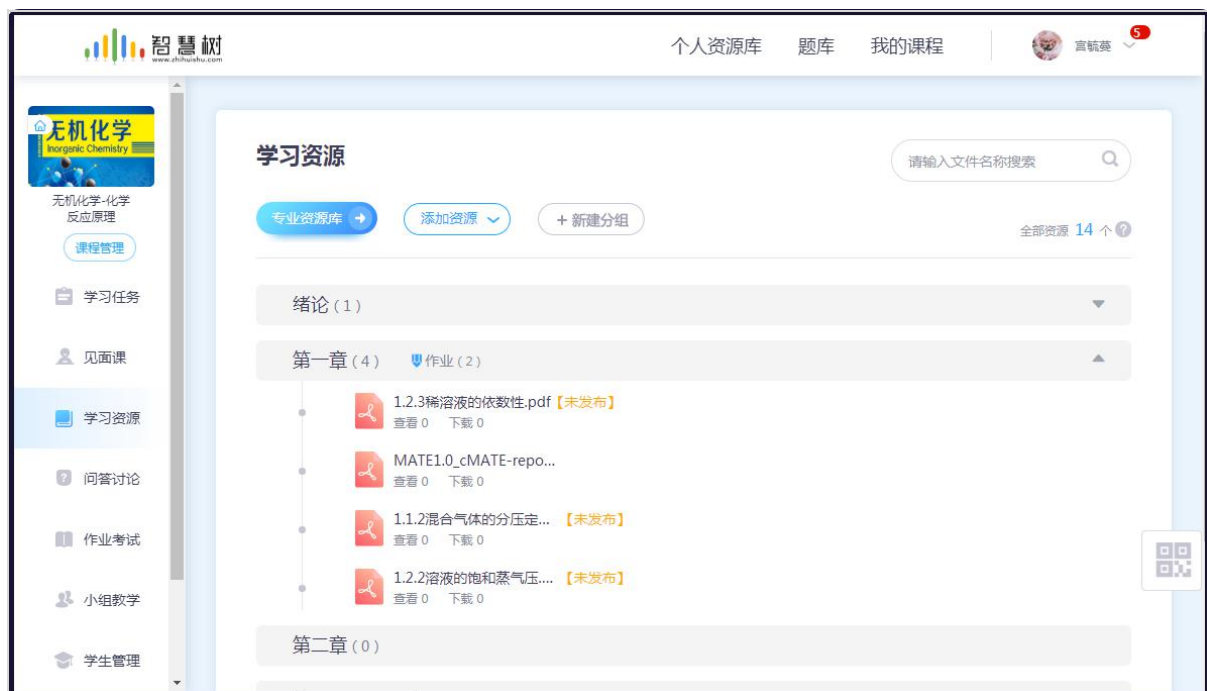 智慧树
www.zhihuishu.com
个人资源库 题库 我的课程
宫毓葵 5
无机化学
Inorganic Chemistry
无机化学-化学
反应原理
课程管理
学习任务
见面课
学习资源
问答讨论
作业考试
小组教学
学生管理
学习资源
请输入文件名称搜索
专业资源库 添加资源 + 新建分组
全部资源 14 个
绪论(1)
第一章(4) 作业(2)
1.2.3稀溶液的依数性.pdf【未发布】
查看 0 下载 0
MATE1.0_cMATE-repo...
查看 0 下载 0
1.1.2混合气体的分压定... 【未发布】
查看 0 下载 0
1.2.2溶液的饱和蒸气压.... 【未发布】
查看 0 下载 0
第二章(0)